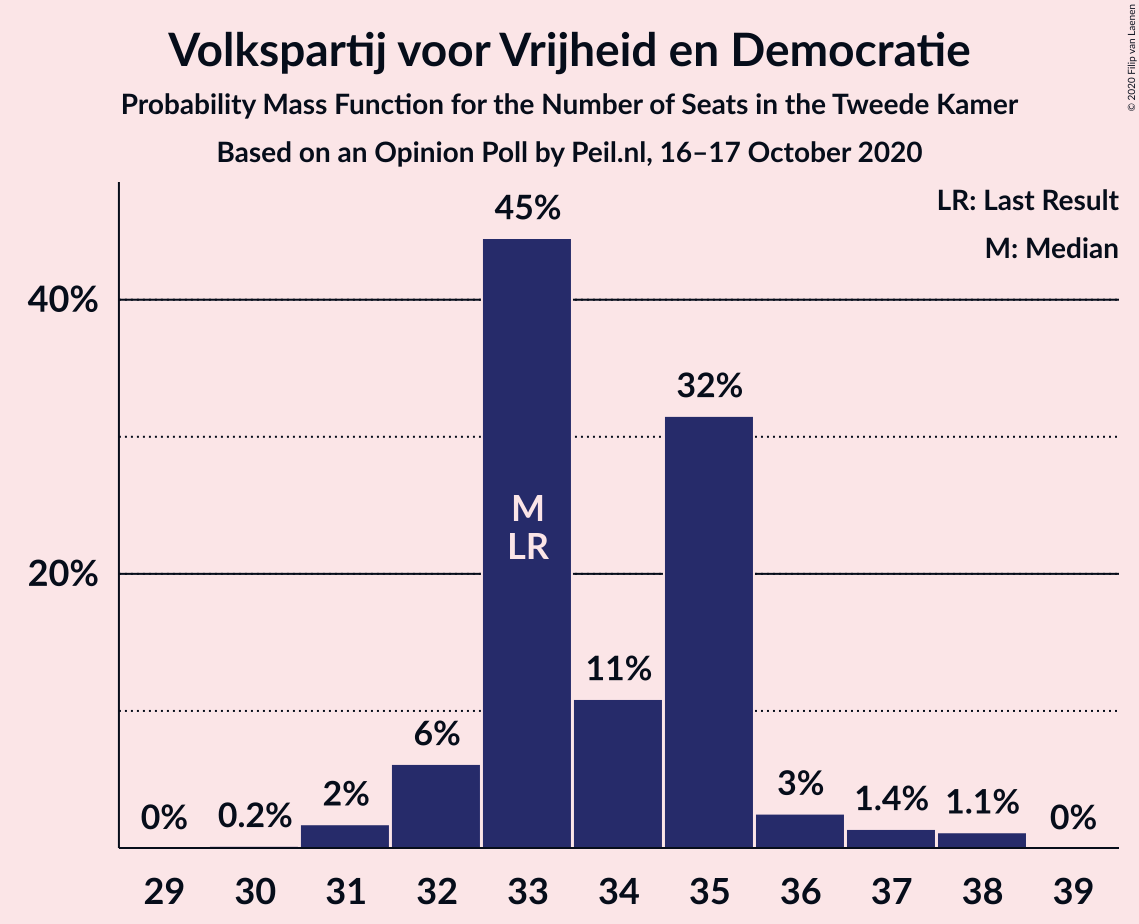 © 2020 Filip van Laenen
Volkspartij voor Vrijheid en Democratie
Probability Mass Function for the Number of Seats in the Tweede Kamer
Based on an Opinion Poll by Peil.nl, 16–17 October 2020
LR: Last Result
M: Median
40%
20%
0%
0.2%
2%
6%
45%
11%
32%
3%
1.4%
1.1%
0%
M
LR
29 30 31 32 33 34 35 36 37 38 39